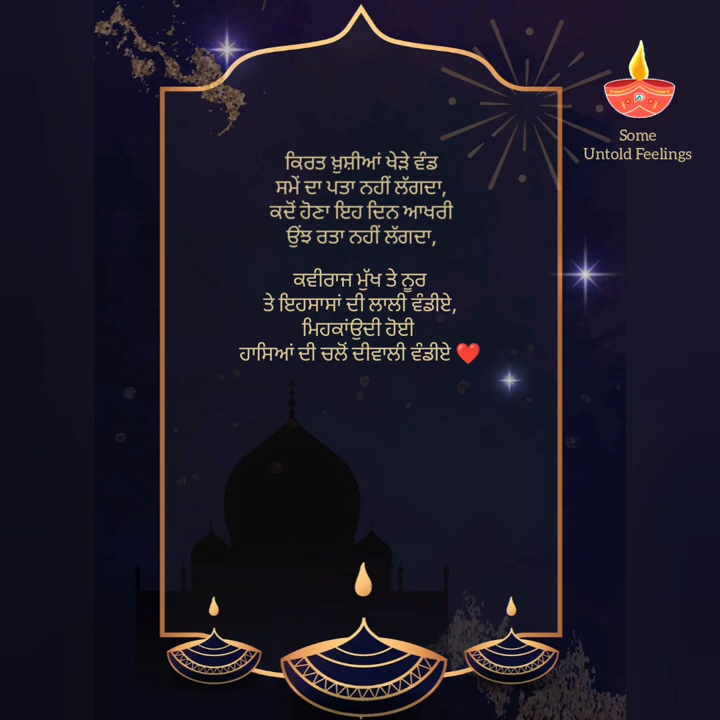 Some
Untold Feelings
ਕਿਰਤ ਖ਼ੁਸ਼ੀਆਂ ਖੇੜੇ ਵੰਡ
ਸਮੇਂ ਦਾ ਪਤਾ ਨਹੀਂ ਲੱਗਦਾ,
ਕਦੋਂ ਹੋਣਾ ਇਹ ਦਿਨ ਆਖਰੀ
ਉਂਝ ਰਤਾ ਨਹੀਂ ਲੱਗਦਾ,
ਕਵੀਰਾਜ ਮੁੱਖ ਤੇ ਨੂਰ
ਤੇ ਇਹਸਾਸਾਂ ਦੀ ਲਾਲੀ ਵੰਡੀਏ,
ਮਿਹਕਾਂਉਦੀ ਹੋਈ
ਹਾਸਿਆਂ ਦੀ ਚਲੋਂ ਦੀਵਾਲੀ ਵੰਡੀਏ ❤️